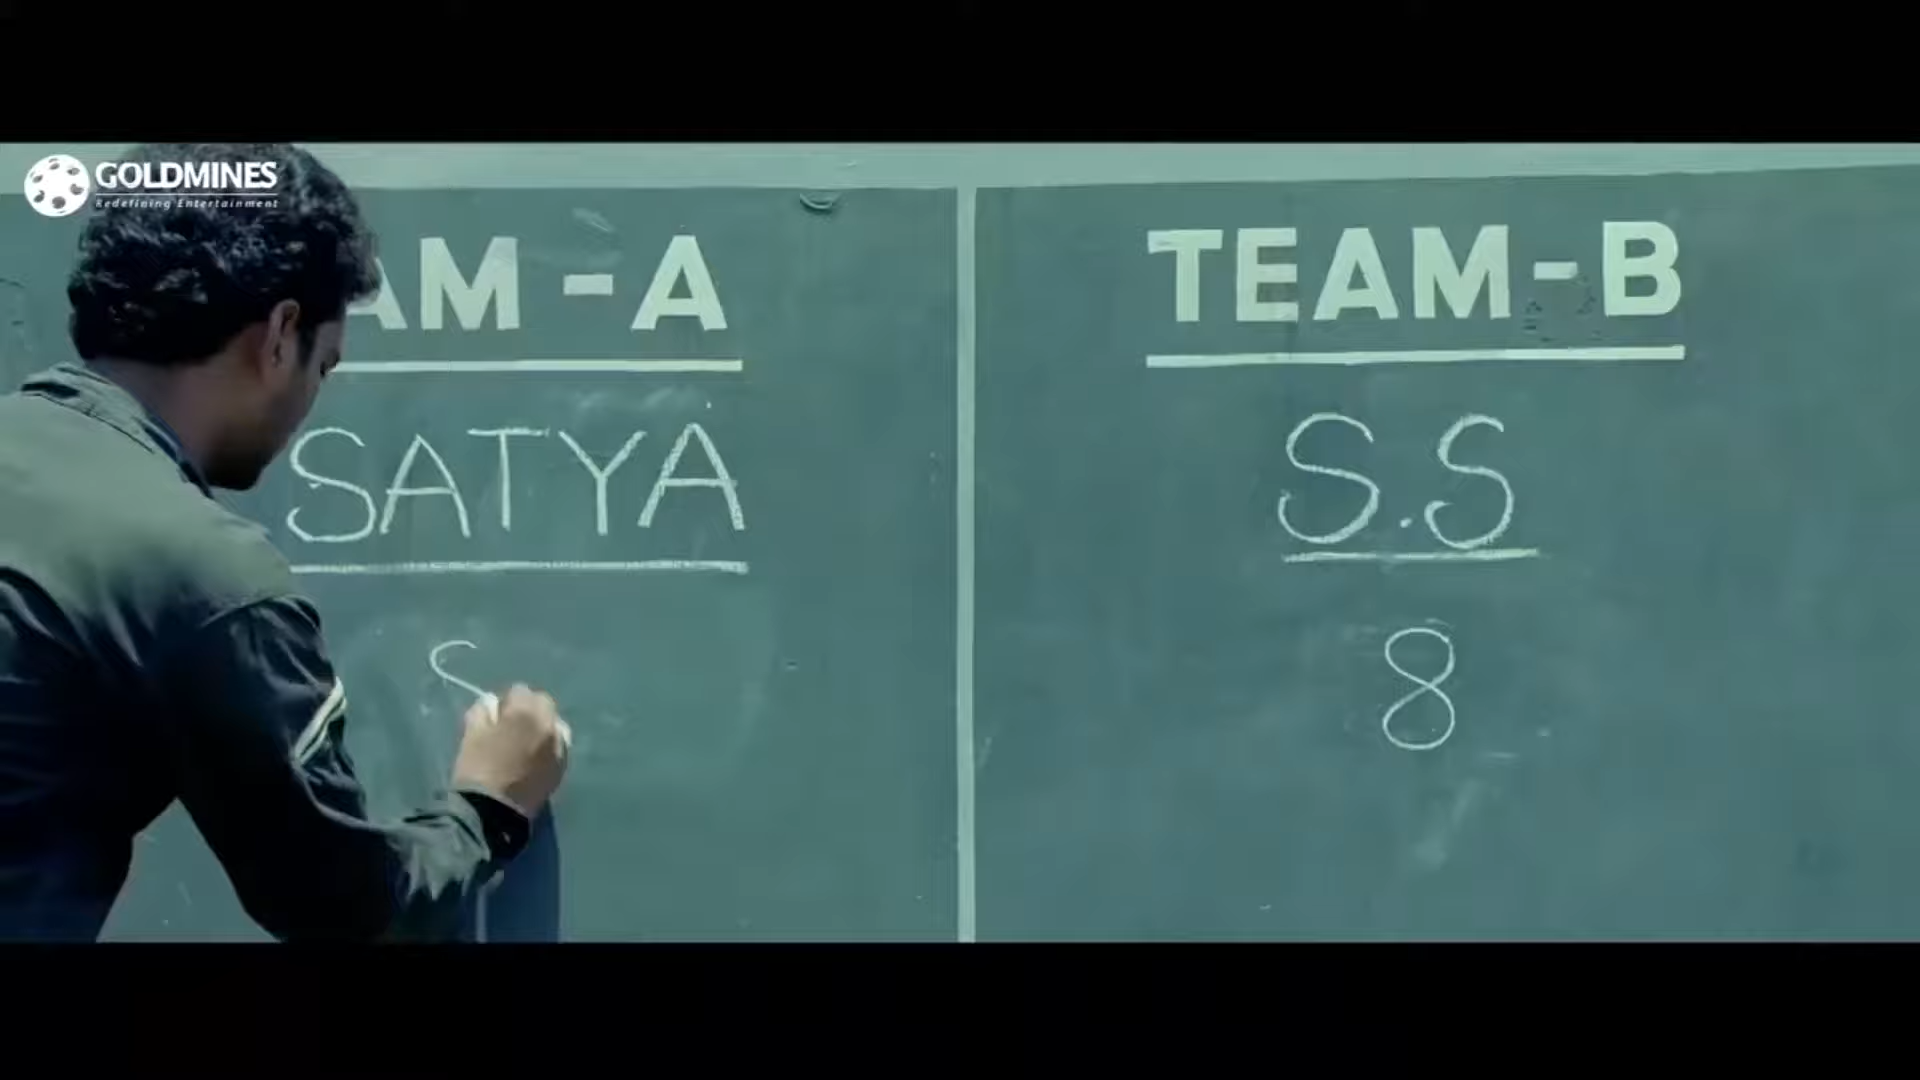 GOLDMINES
Redefining Entertainment
AM-A
TEAM-B
SATYA
S.S
8